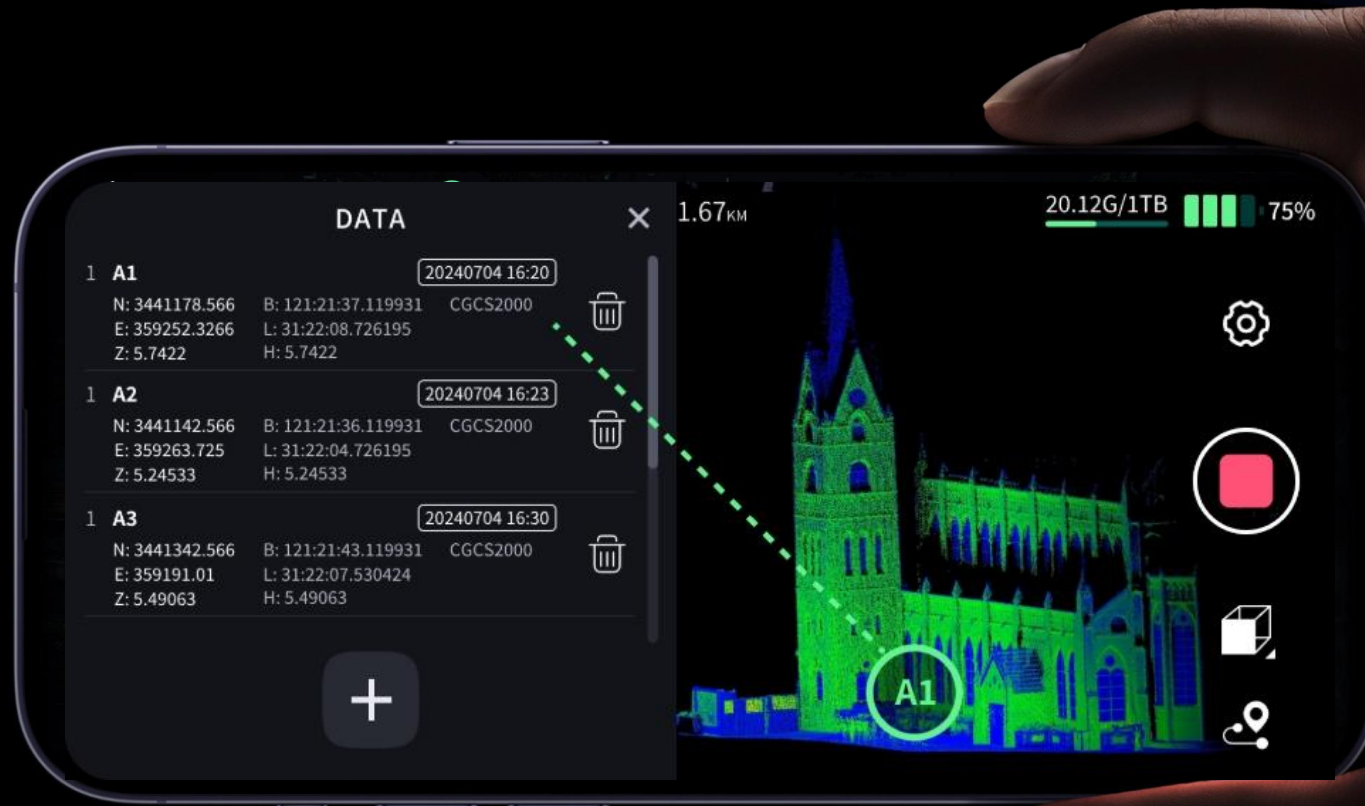 DATA
1.67KM
20.12G/1TB
75%
1 A1 20240704 16:20
N: 3441178.566 B: 121:21:37.119931 CGCS2000
E: 359252.3266 L: 31:22:08.726195
Z: 5.7422 H: 5.7422
1 A2 20240704 16:23
N: 3441142.566 B: 121:21:36.119931 CGCS2000
E: 359263.725 L: 31:22:04.726195
Z: 5.24533 H: 5.24533
1 A3 20240704 16:30
N: 3441342.566 B: 121:21:43.119931 CGCS2000
E: 359191.01 L: 31:22:07.530424
Z: 5.49063 H: 5.49063
A1